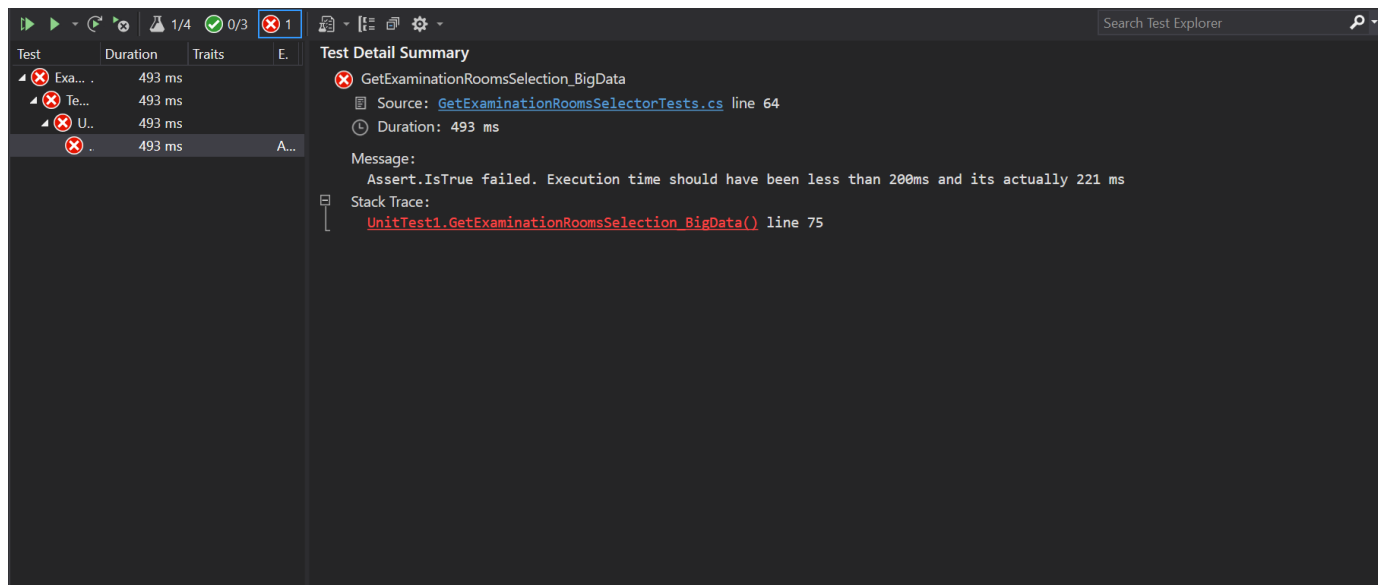 1/4 0/3 1 Search Test Explorer
Test Duration Traits E.
Exa... . 493 ms
Te... 493 ms
U.. 493 ms
. 493 ms A...
Test Detail Summary
GetExaminationRoomsSelection_BigData
Source: GetExaminationRoomsSelectorTests.cs line 64
Duration: 493 ms
Message:
Assert.IsTrue failed. Execution time should have been less than 200ms and its actually 221 ms
Stack Trace:
UnitTest1.GetExaminationRoomsSelection_BigData() line 75